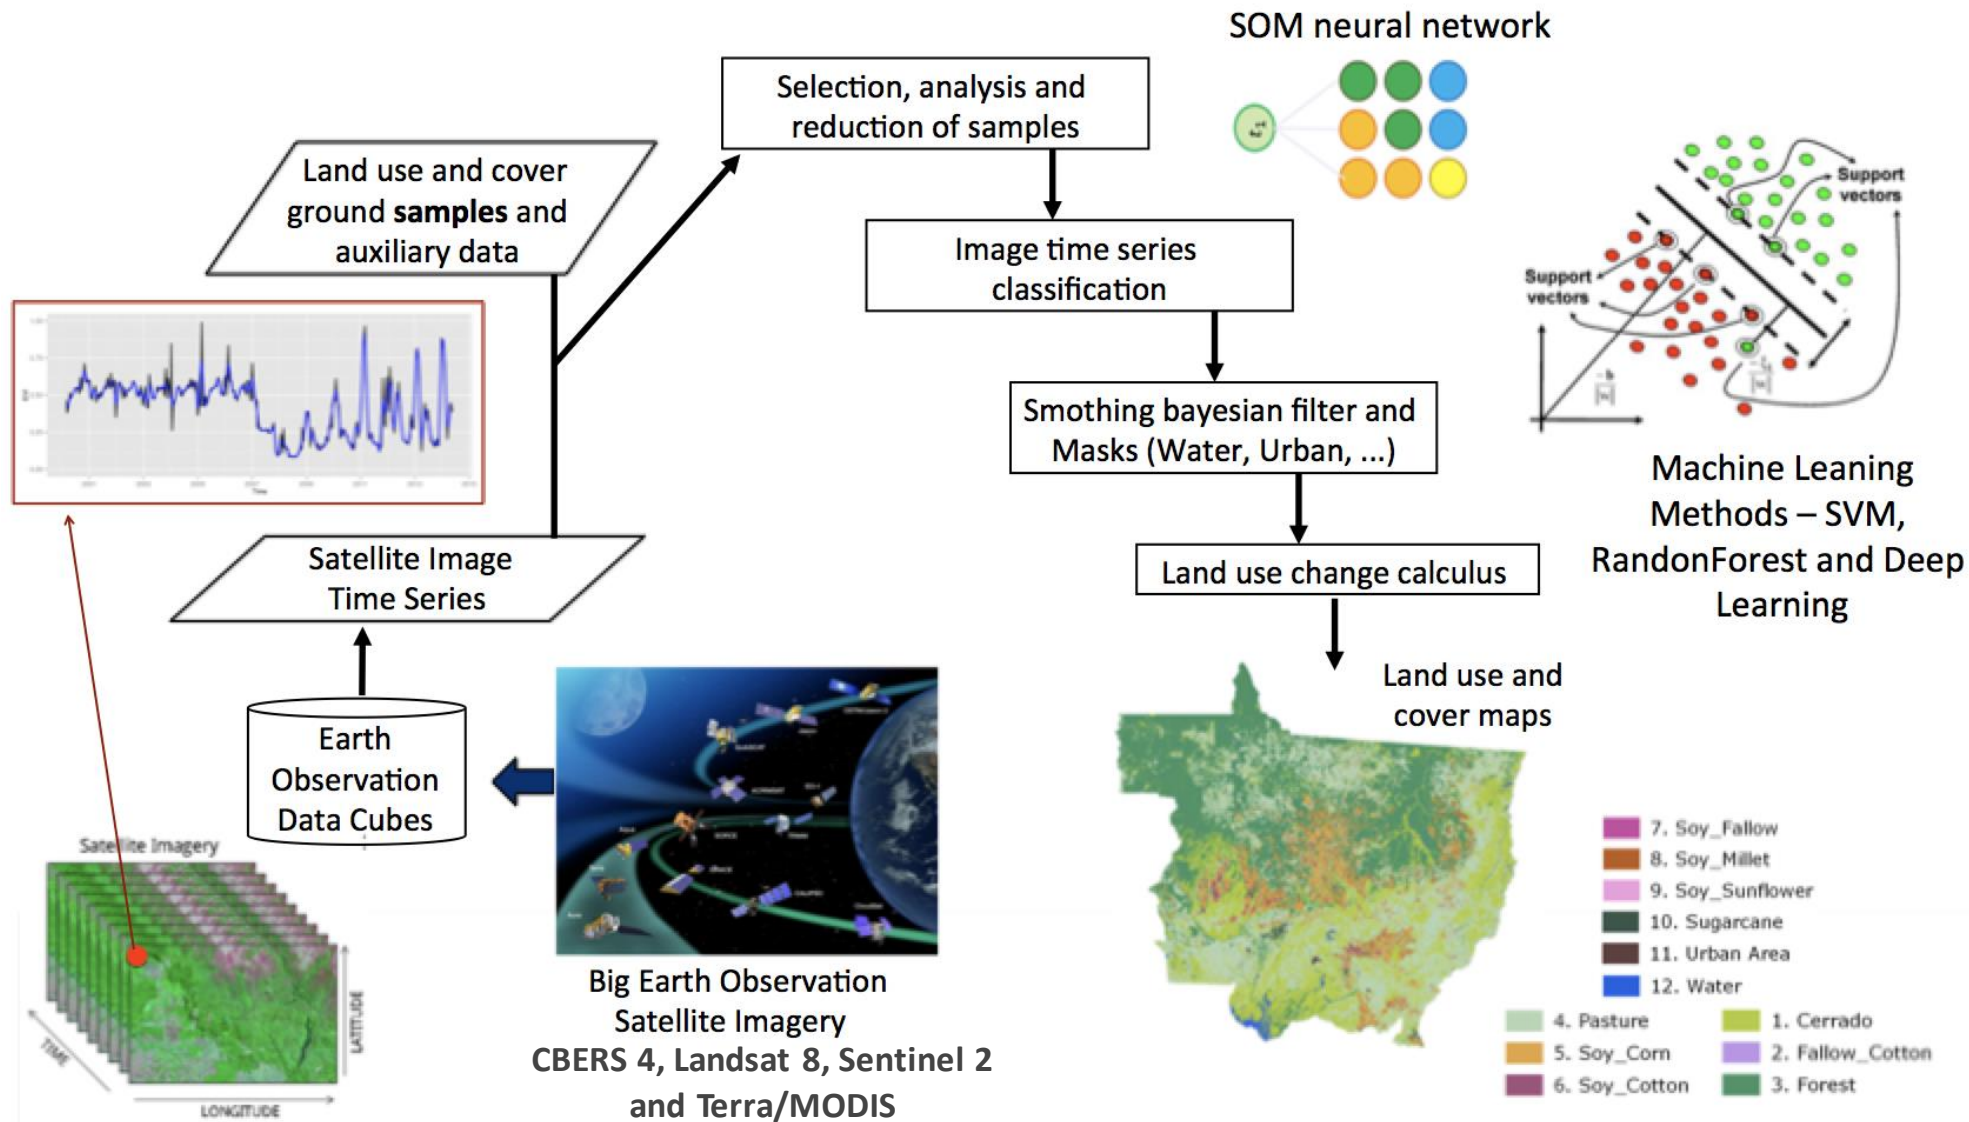 SOM neural network
Selection, analysis and
reduction of samples
Land use and cover
ground samples and
auxiliary data
Support
vectors
Image time series
classification
Support
vectors
Smothing bayesian filter and
Masks (Water, Urban, ...)
Machine Leaning
Methods – SVM,
RandonForest and Deep
Learning
Time
Satellite Image
Time Series
Land use change calculus
Land use and
cover maps
Earth
Observation
Data Cubes
Satellite Imagery
TIME
LATITUDE
LONGITUDE
Big Earth Observation
Satellite Imagery
CBERS 4, Landsat 8, Sentinel 2
and Terra/MODIS
7. Soy_Fallow
8. Soy_Millet
9. Soy_Sunflower
10. Sugarcane
11. Urban Area
12. Water
4. Pasture
5. Soy_Corn
6. Soy_Cotton
1. Cerrado
2. Fallow_Cotton
3. Forest